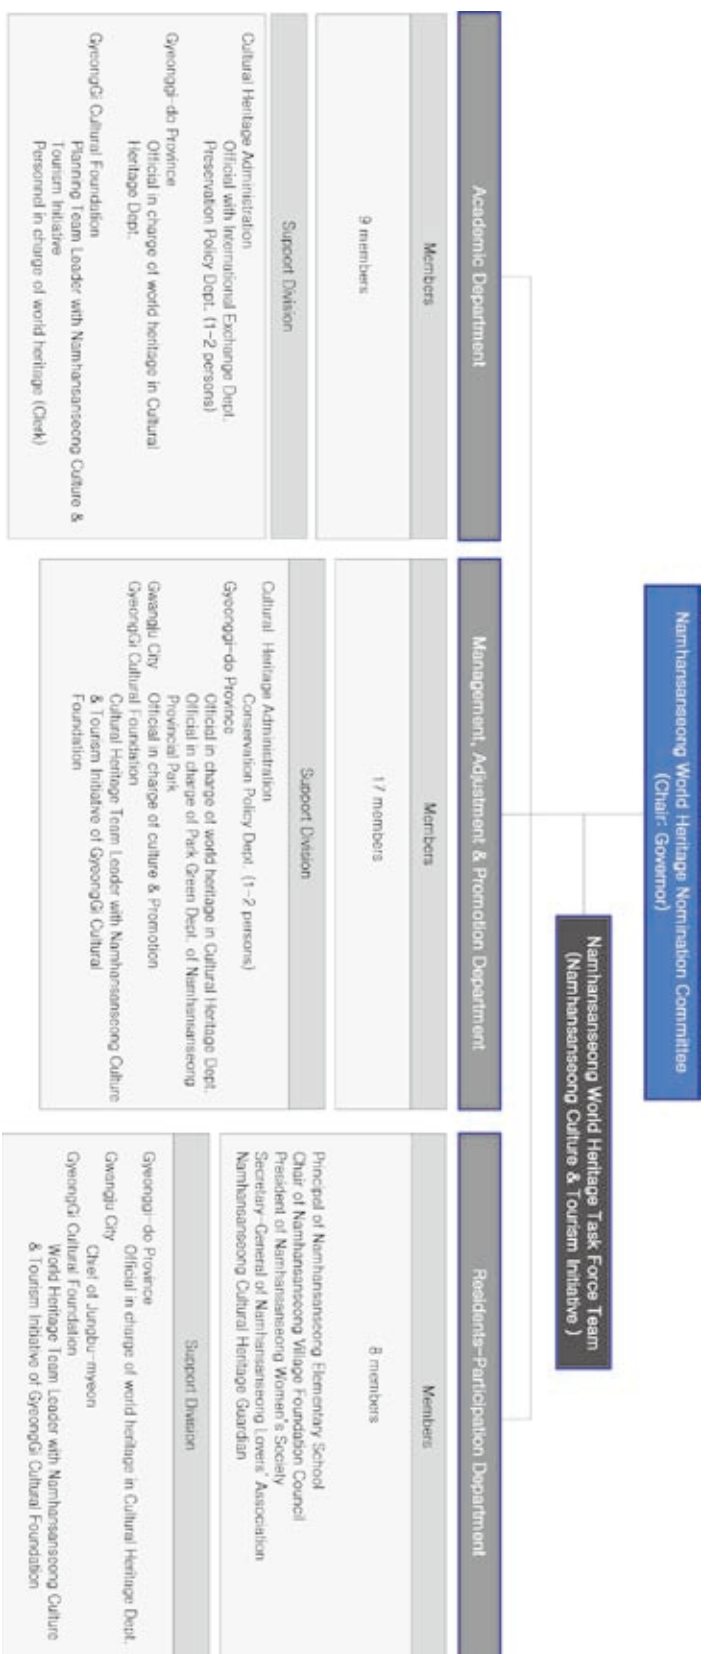 Namhansanseong World Heritage Nomination Committee
(Chair: Governor)
Namhansanseong World Heritage Task Force Team
(Namhansanseong Culture & Tourism Initiative )
Academic Department
Members
9 members
Support Division
Cultural Heritage Administration
Official with International Exchange Dept.
Preservation Policy Dept. (1-2 persons)
Gyeonggi-do Province
Official in charge of world heritage in Cultural
Heritage Dept.
GyeongGi Cultural Foundation
Planning Team Leader with Namhansanseong Culture &
Tourism Initiative
Personnel in charge of world heritage (Clerk)
Management, Adjustment & Promotion Department
Members
17 members
Support Division
Cultural Heritage Administration
Conservation Policy Dept. (1-2 persons)
Gyeonggi-do Province
Official in charge of world heritage in Cultural Heritage Dept.
Official in charge of Park Green Dept. of Namhansanseong
Provincial Park
Gwangju City Official in charge of culture & Promotion
GyeongGi Cultural Foundation
Cultural Heritage Team Leader with Namhansanseong Culture
& Tourism Initiative of GyeongGi Cultural
Foundation
Residents-Participation Department
Members
8 members
Principal of Namhansanseong Elementary School
Chair of Namhansanseong Village Foundation Council
President of Namhansanseong Women's Society
Secretary-General of Namhansanseong Lovers' Association
Namhansanseong Cultural Heritage Guardian
Support Division
Gyeonggi-do Province
Official in charge of world heritage in Cultural Heritage Dept.
Gwangju City
Chief of Jungbu-myeon
GyeongGi Cultural Foundation
World Heritage Team Leader with Namhansanseong Culture
& Tourism Initiative of GyeongGi Cultural Foundation